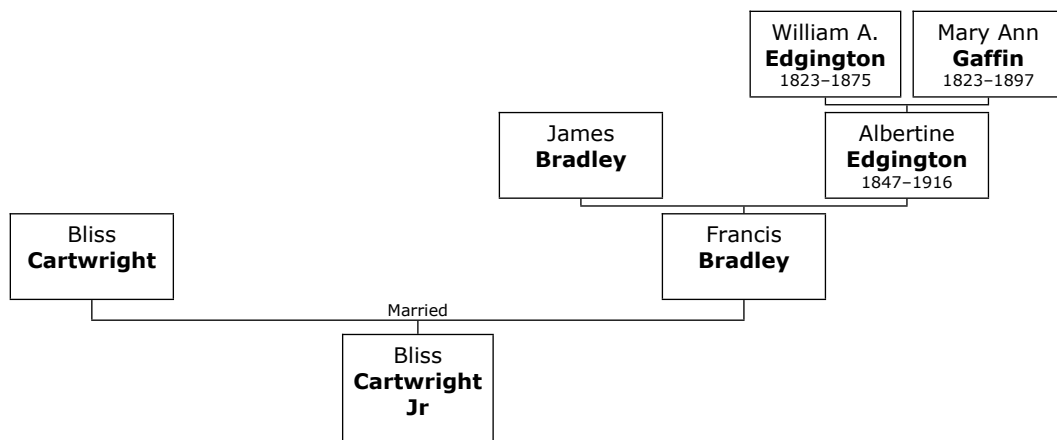 William A.
Edgington
1823–1875
Mary Ann
Gaffin
1823–1897
James
Bradley
Albertine
Edgington
1847–1916
Bliss
Cartwright
Francis
Bradley
Married
Bliss
Cartwright
Jr